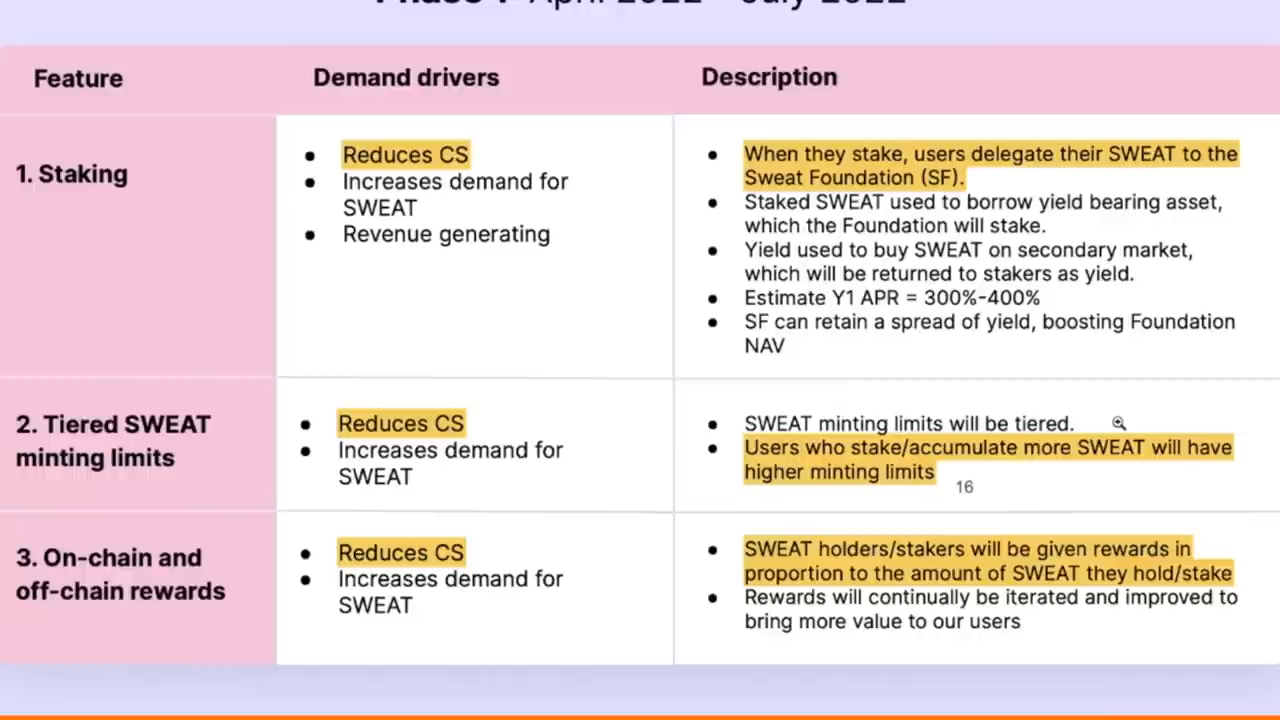 Phase 1: April 2022 - July 2022
Feature
Demand drivers
Description
1. Staking
• Reduces CS
• Increases demand for
SWEAT
• Revenue generating
• When they stake, users delegate their SWEAT to the
Sweat Foundation (SF).
• Staked SWEAT used to borrow yield bearing asset,
which the Foundation will stake.
• Yield used to buy SWEAT on secondary market,
which will be returned to stakers as yield.
• Estimate Y1 APR = 300%-400%
• SF can retain a spread of yield, boosting Foundation
NAV
2. Tiered SWEAT
minting limits
• Reduces CS
• Increases demand for
SWEAT
• SWEAT minting limits will be tiered.
• Users who stake/accumulate more SWEAT will have
higher minting limits
16
3. On-chain and
off-chain rewards
• Reduces CS
• Increases demand for
SWEAT
• SWEAT holders/stakers will be given rewards in
proportion to the amount of SWEAT they hold/stake
• Rewards will continually be iterated and improved to
bring more value to our users